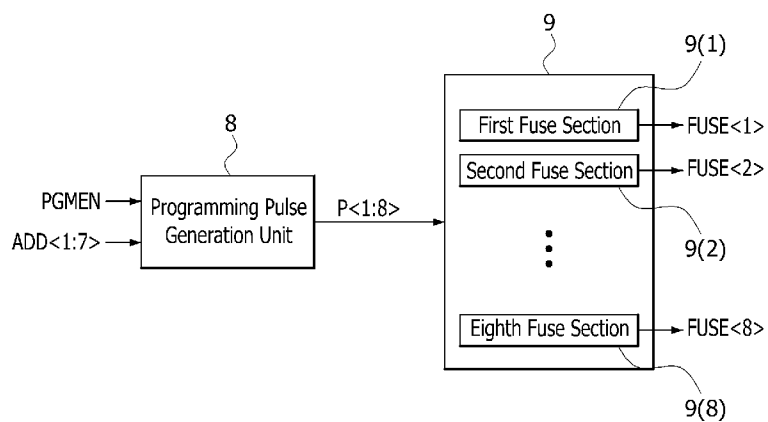 9
9(1)
8
First Fuse Section
FUSE<1>
Second Fuse Section
FUSE<2>
PGMEN
Programming Pulse
Generation Unit
P<1:8>
ADD<1:7>
9(2)
Eighth Fuse Section
FUSE<8>
9(8)